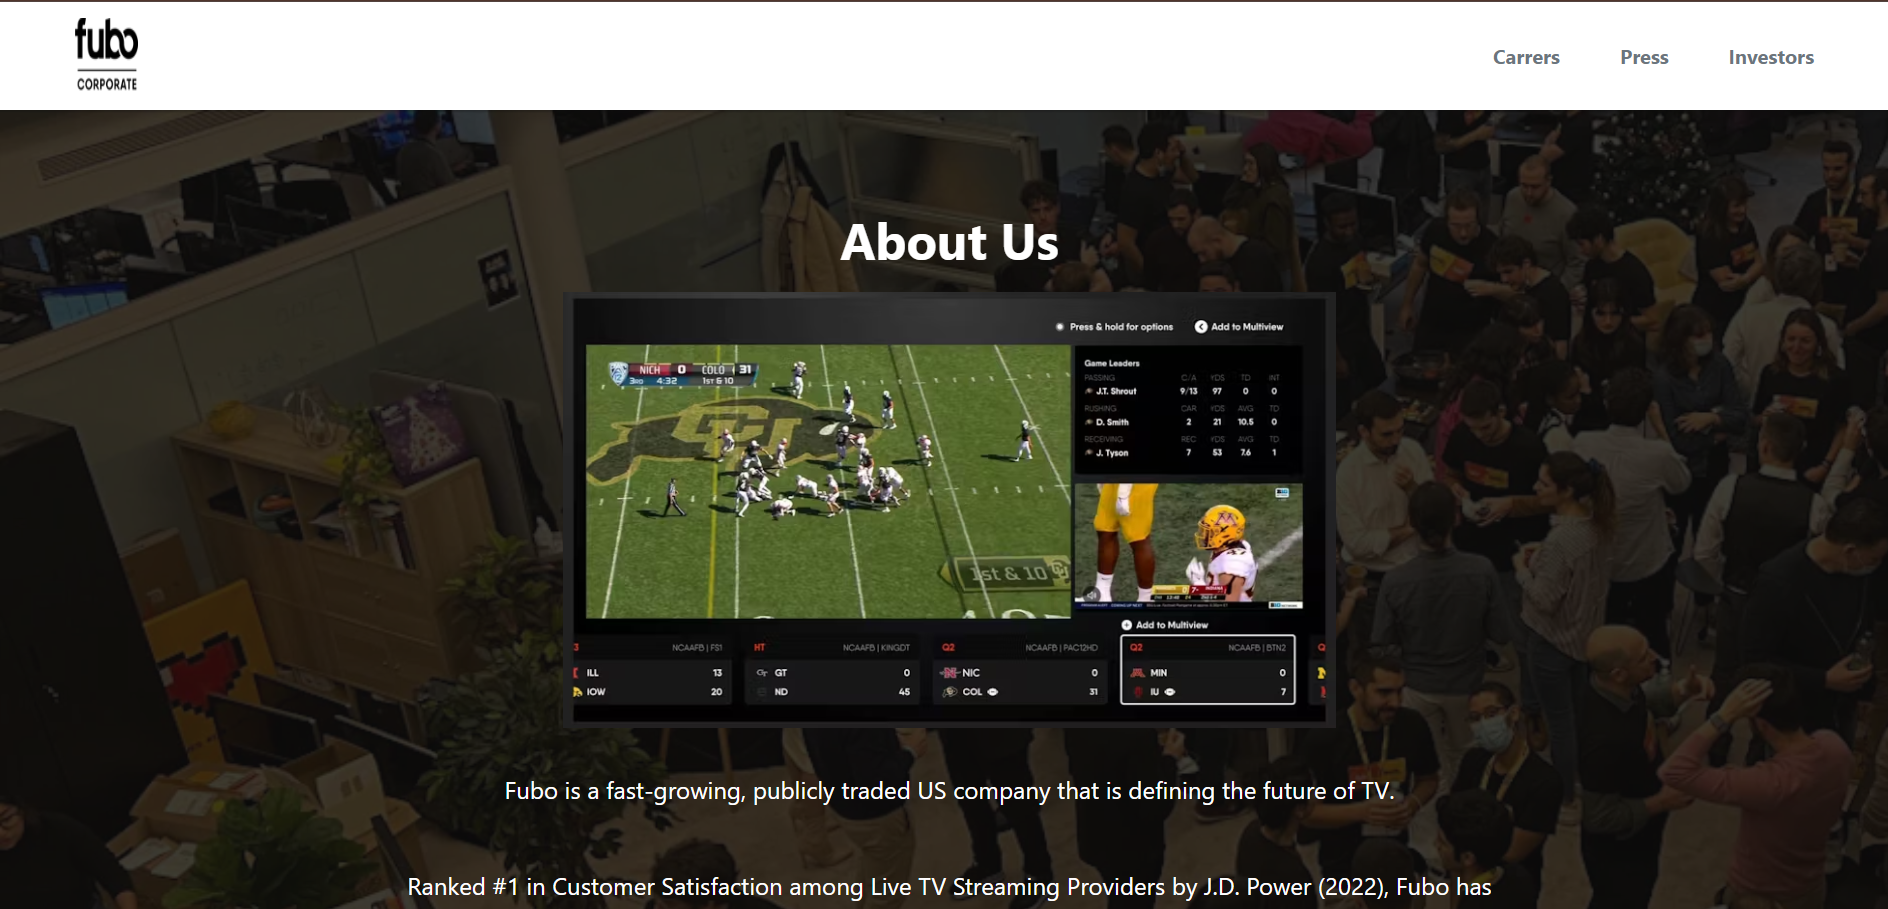 fubo
CORPORATE
Carrers
Press
Investors
About Us
Press & hold for options
Add to Multiview
NICH 0 COLO 31
3RD 4:32 1ST & 10
1st & 10
Game Leaders
PASSING C/A YDS TD INT
J.T. Shrout 9/13 97 0 0
RUSHING CAR YDS AVG TD
D. Smith 2 21 10.5 0
RECEIVING REC YDS AVG TD
J. Tyson 7 53 7.6 1
Add to Multiview
3 NCAAFB | FS1
ILL 13
IOW 20
HT NCAAFB | KINGDT
GT 0
ND 45
Q2 NCAAFB | PAC12HD
NIC 0
COL 31
Q2 NCAAFB | BTN2
MIN 0
IU 7
Fubo is a fast-growing, publicly traded US company that is defining the future of TV.
Ranked #1 in Customer Satisfaction among Live TV Streaming Providers by J.D. Power (2022), Fubo has